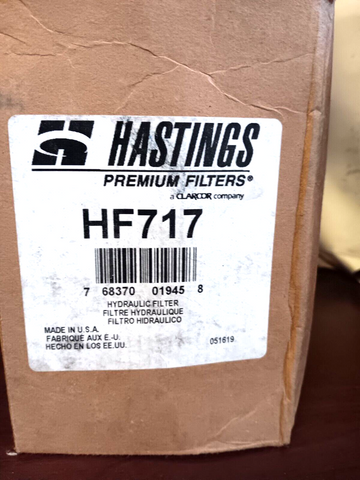 HASTINGS
PREMIUM FILTERS®
a CLARCOR company
HF717
7 68370 01945 8
HYDRAULIC FILTER
FILTRE HYDRAULIQUE
FILTRO HIDRAULICO
MADE IN U.S.A.
FABRIQUE AUX E.-U.
HECHO EN LOS EE.UU.
051619